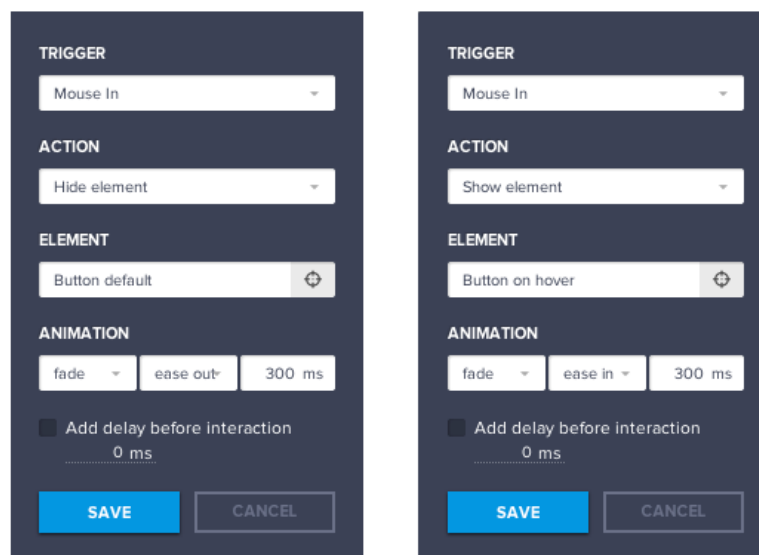 TRIGGER
Mouse In
ACTION
Hide element
ELEMENT
Button default
ANIMATION
fade ease out 300 ms
Add delay before interaction
0 ms
SAVE CANCEL
TRIGGER
Mouse In
ACTION
Show element
ELEMENT
Button on hover
ANIMATION
fade ease in 300 ms
Add delay before interaction
0 ms
SAVE CANCEL